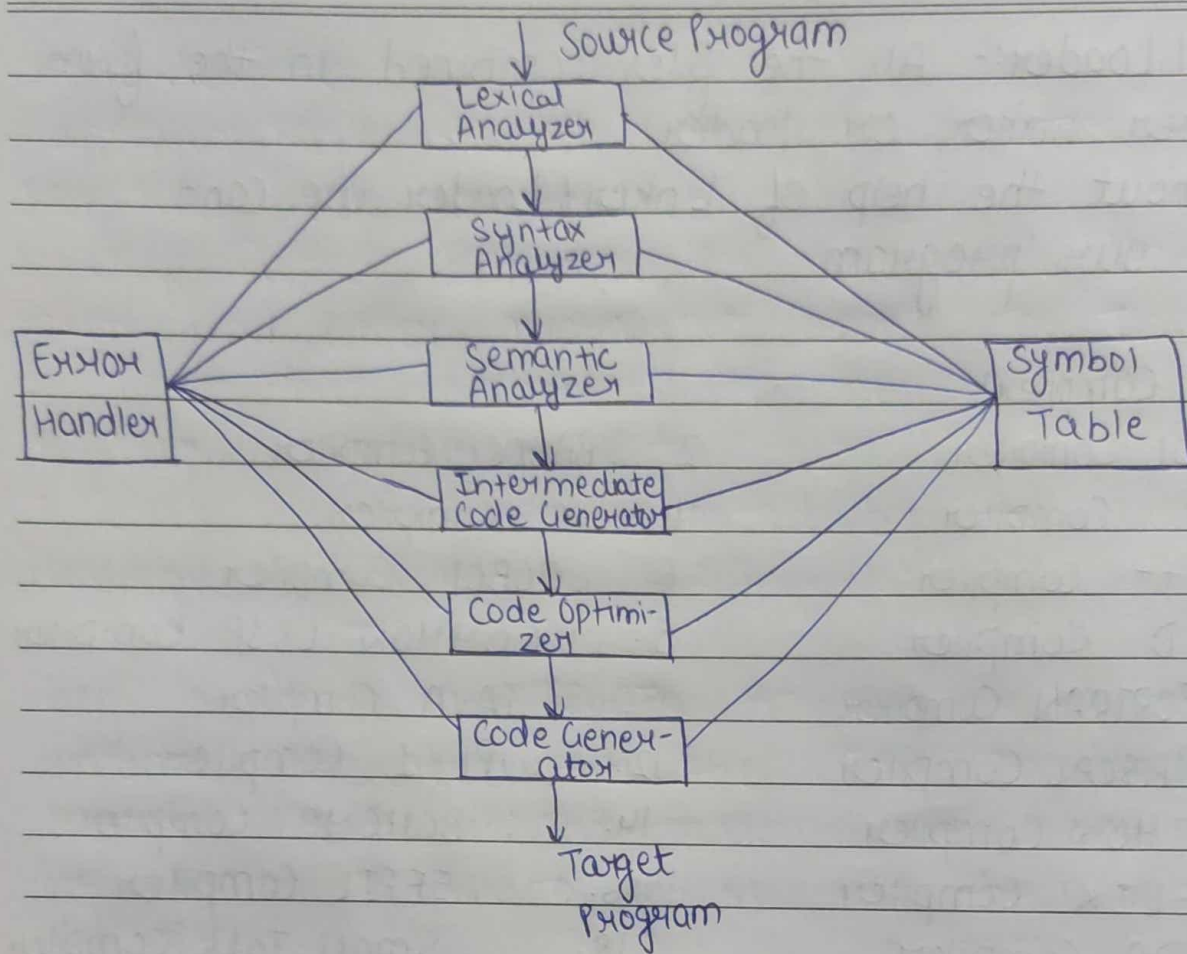 Source Program
Lexical
Analyzer
Syntax
Analyzer
Error
Handler
Semantic
Analyzer
Symbol
Table
Intermediate
Code Generator
Code Optimi-
zer
Code Gener-
ator
Target
Program